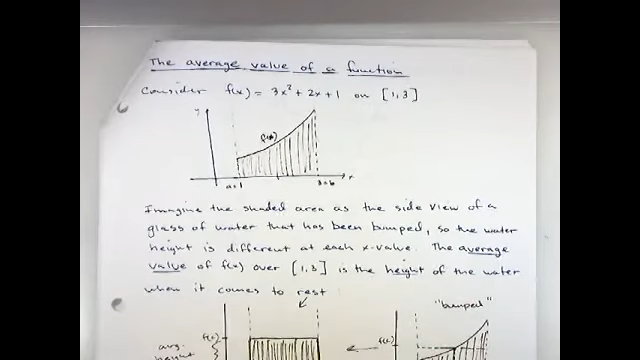 The average value of a function
Consider f(x) = 3x² + 2x + 1 on [1,3]
y
f(x)
x
a=1 3=b
Imagine the shaded area as the side view of a
glass of water that has been bumped, so the water
height is different at each x-value. The average
value of f(x) over [1,3] is the height of the water
when it comes to rest
"bumped"
f(c) f(c)
avg.
height